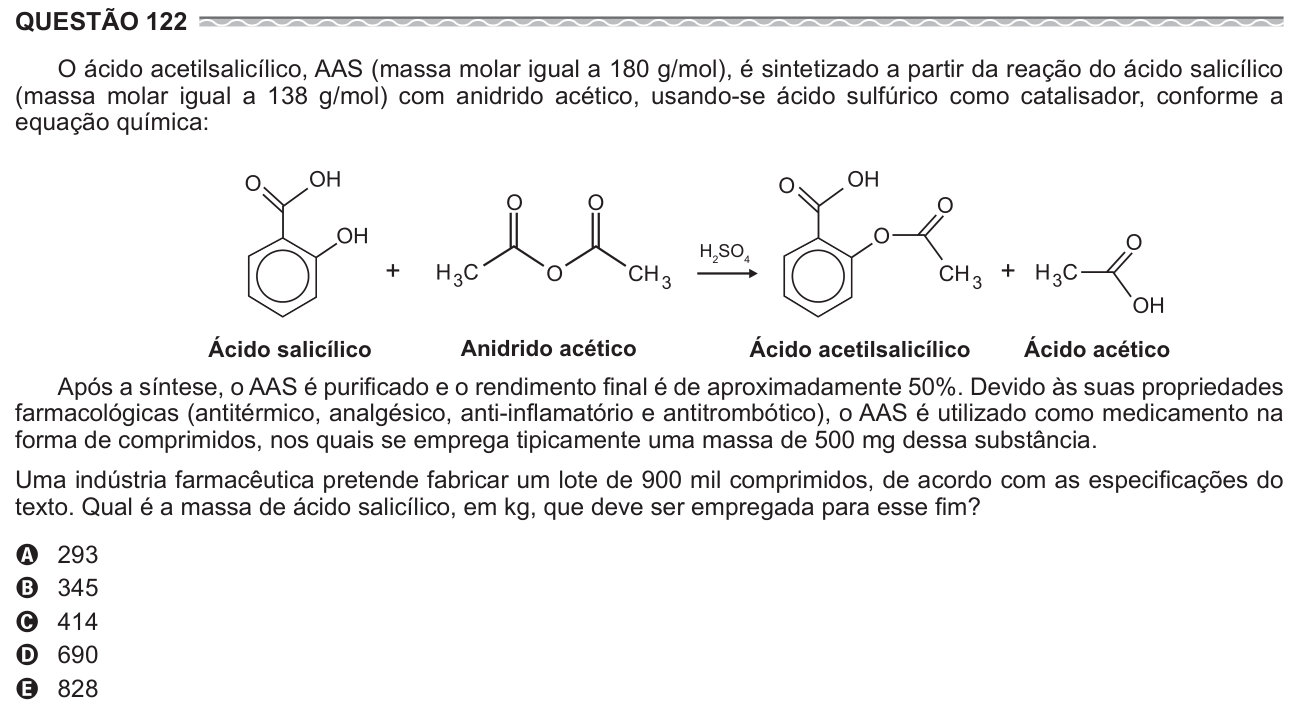 QUESTÃO 122
O ácido acetilsalicílico, AAS (massa molar igual a 180 g/mol), é sintetizado a partir da reação do ácido salicílico
(massa molar igual a 138 g/mol) com anidrido acético, usando-se ácido sulfúrico como catalisador, conforme a
equação química:
O OH
OH
+
O O
H3C O CH3
H2SO4
O OH
O O
CH3
+
O
H3C
OH
Ácido salicílico Anidrido acético Ácido acetilsalicílico Ácido acético
Após a síntese, o AAS é purificado e o rendimento final é de aproximadamente 50%. Devido às suas propriedades
farmacológicas (antitérmico, analgésico, anti-inflamatório e antitrombótico), o AAS é utilizado como medicamento na
forma de comprimidos, nos quais se emprega tipicamente uma massa de 500 mg dessa substância.
Uma indústria farmacêutica pretende fabricar um lote de 900 mil comprimidos, de acordo com as especificações do
texto. Qual é a massa de ácido salicílico, em kg, que deve ser empregada para esse fim?
A 293
B 345
C 414
D 690
E 828